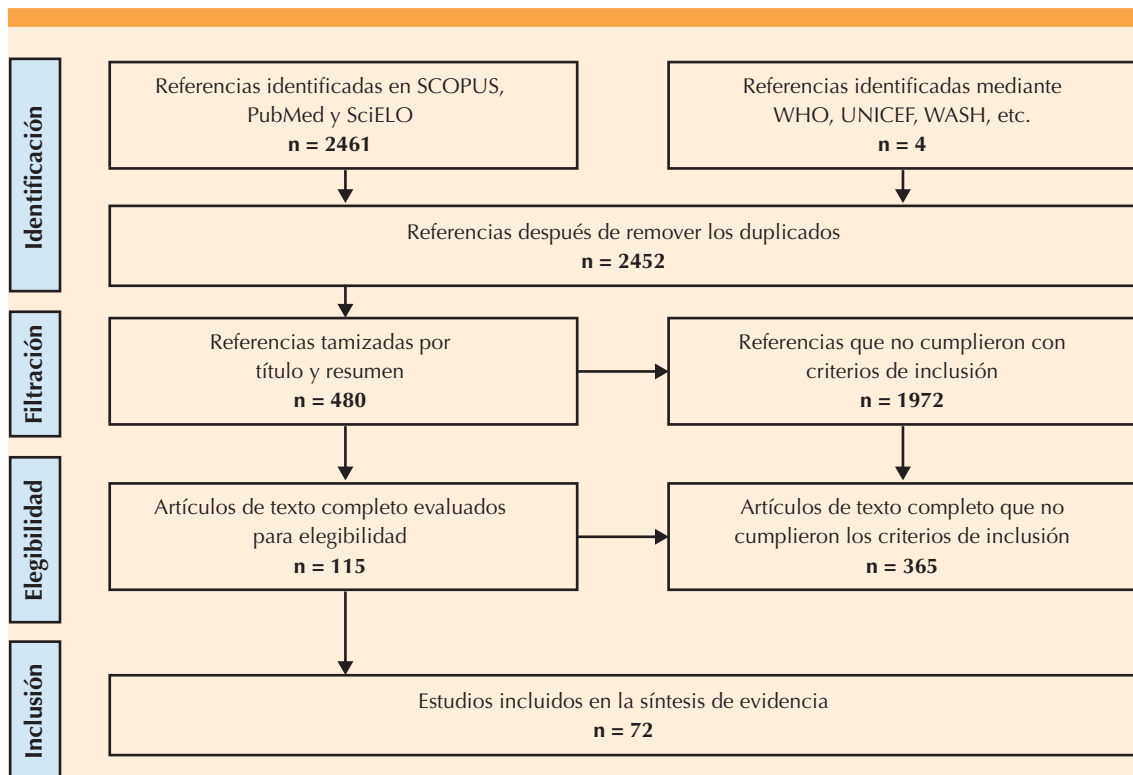 Identificación
Referencias identificadas en SCOPUS,
PubMed y SciELO
n = 2461
Referencias identificadas mediante
WHO, UNICEF, WASH, etc.
n = 4
Referencias después de remover los duplicados
n = 2452
Filtración
Referencias tamizadas por
título y resumen
n = 480
Referencias que no cumplieron con
criterios de inclusión
n = 1972
Elegibilidad
Artículos de texto completo evaluados
para elegibilidad
n = 115
Artículos de texto completo que no
cumplieron los criterios de inclusión
n = 365
Inclusión
Estudios incluidos en la síntesis de evidencia
n = 72